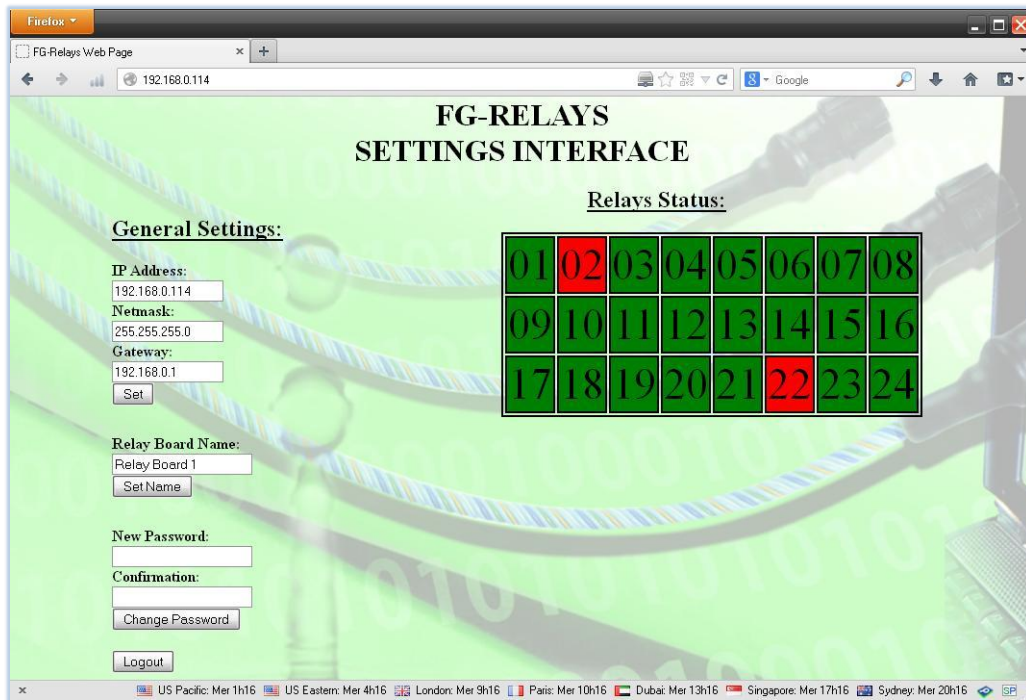 Firefox
FG-Relays Web Page
192.168.0.114
Google
FG-RELAYS
SETTINGS INTERFACE
Relays Status:
01 02 03 04 05 06 07 08
09 10 11 12 13 14 15 16
17 18 19 20 21 22 23 24
General Settings:
IP Address:
192.168.0.114
Netmask:
255.255.255.0
Gateway:
192.168.0.1
Set
Relay Board Name:
Relay Board 1
Set Name
New Password:
Confirmation:
Change Password
Logout
US Pacific: Mer 1h16 US Eastern: Mer 4h16 London: Mer 9h16 Paris: Mer 10h16 Dubai: Mer 13h16 Singapore: Mer 17h16 Sydney: Mer 20h16 SP